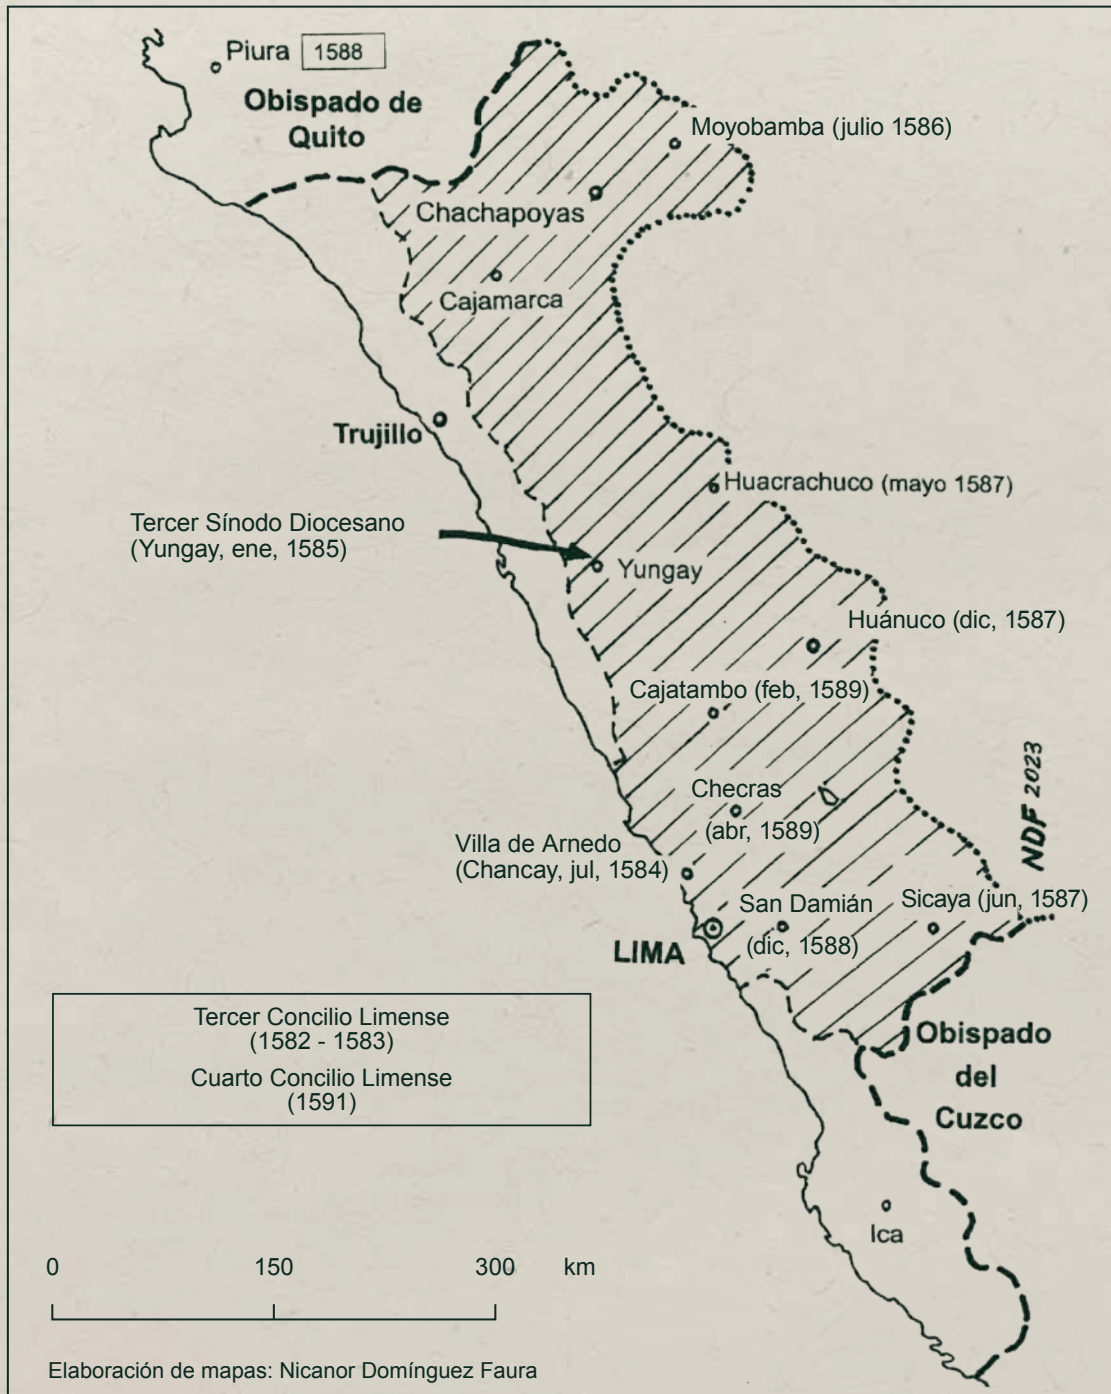 Piura 1588
Obispado de
Quito
Moyobamba (julio 1586)
Chachapoyas
Cajamarca
Trujillo
Huacrachuco (mayo 1587)
Tercer Sínodo Diocesano
(Yungay, ene, 1585)
Yungay
Huánuco (dic, 1587)
Cajatambo (feb, 1589)
NDF 2023
Checras
(abr, 1589)
Villa de Arnedo
(Chancay, jul, 1584)
San Damián
(dic, 1588)
Sicaya (jun, 1587)
LIMA
Tercer Concilio Limense
(1582 - 1583)
Cuarto Concilio Limense
(1591)
Obispado
del
Cuzco
Ica
0 150 300 km
Elaboración de mapas: Nicanor Domínguez Faura